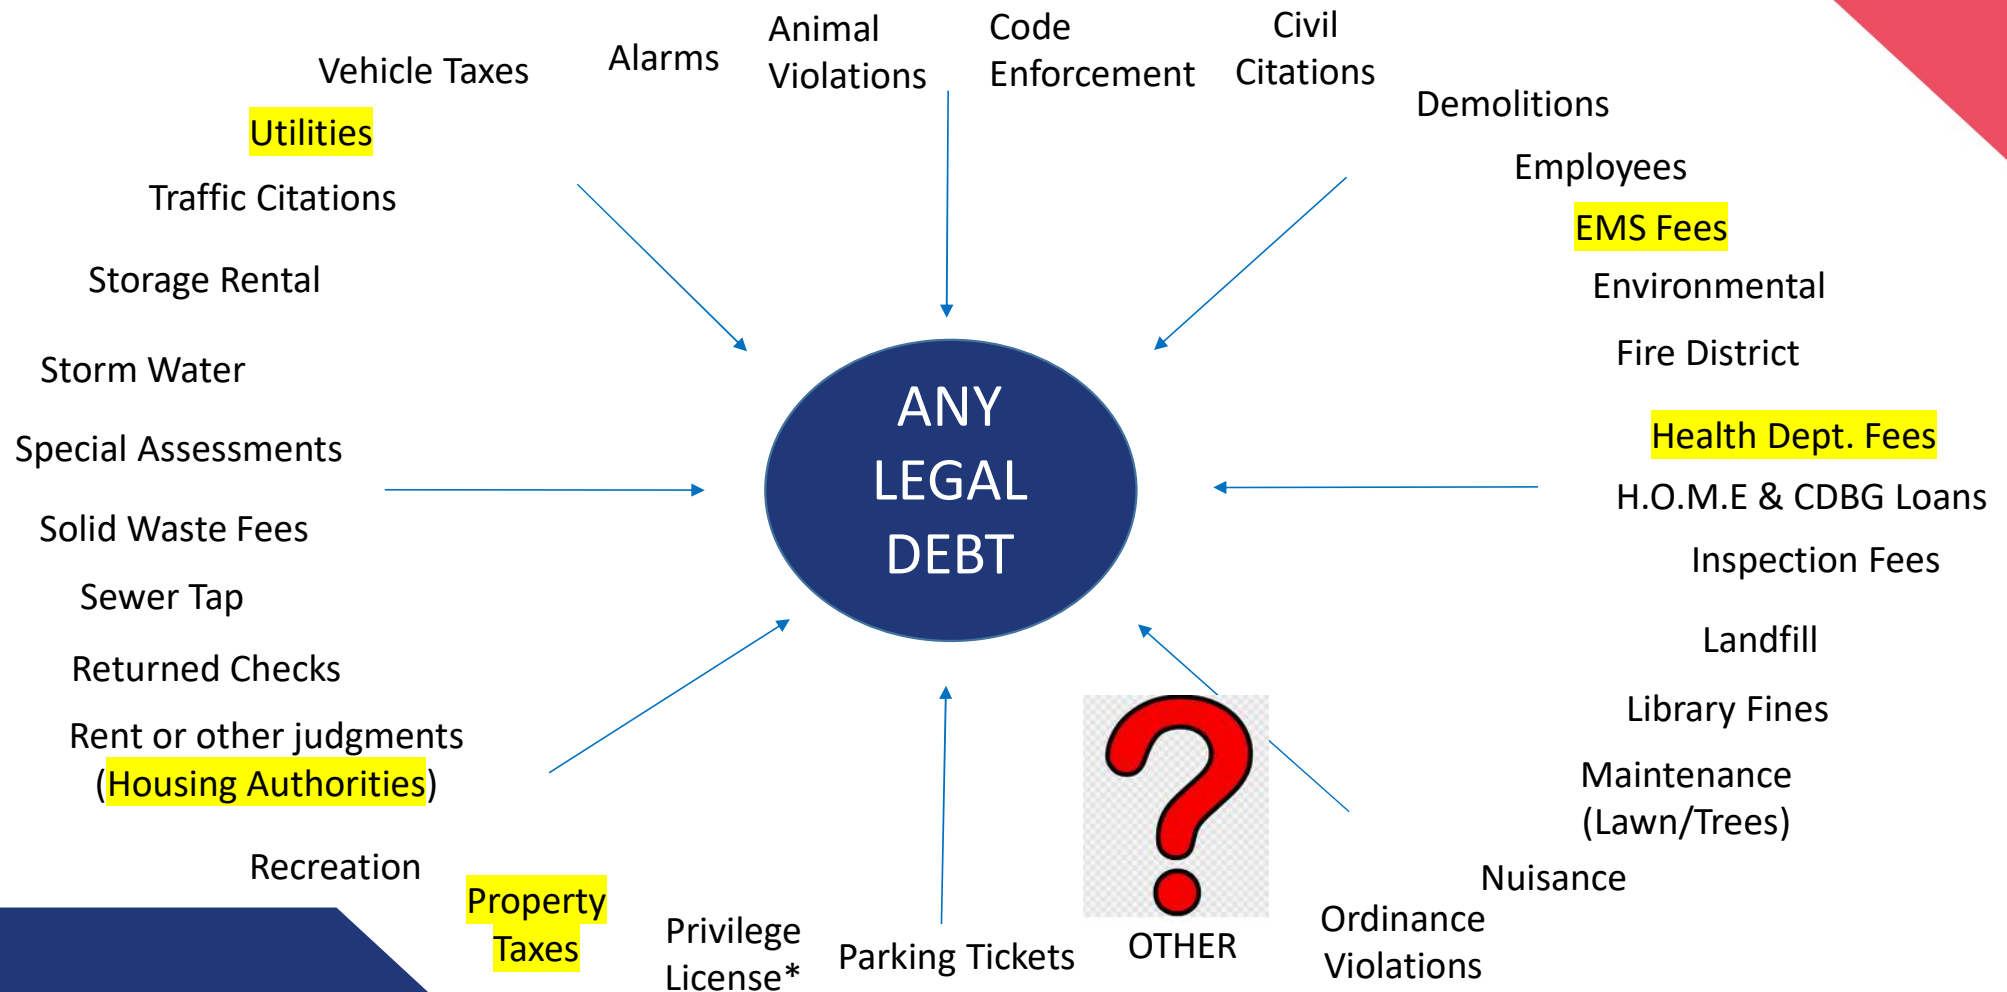 Animal
Violations
Code
Enforcement
Civil
Citations
Alarms
Vehicle Taxes
Demolitions
Utilities
Employees
Traffic Citations
EMS Fees
Storage Rental
Environmental
Storm Water
Fire District
ANY
LEGAL
DEBT
Special Assessments
Health Dept. Fees
H.O.M.E & CDBG Loans
Solid Waste Fees
Inspection Fees
Sewer Tap
Landfill
Returned Checks
Library Fines
Rent or other judgments
(Housing Authorities)
Maintenance
(Lawn/Trees)
Recreation
Nuisance
Property
Taxes
Privilege
License*
Parking Tickets
OTHER
Ordinance
Violations